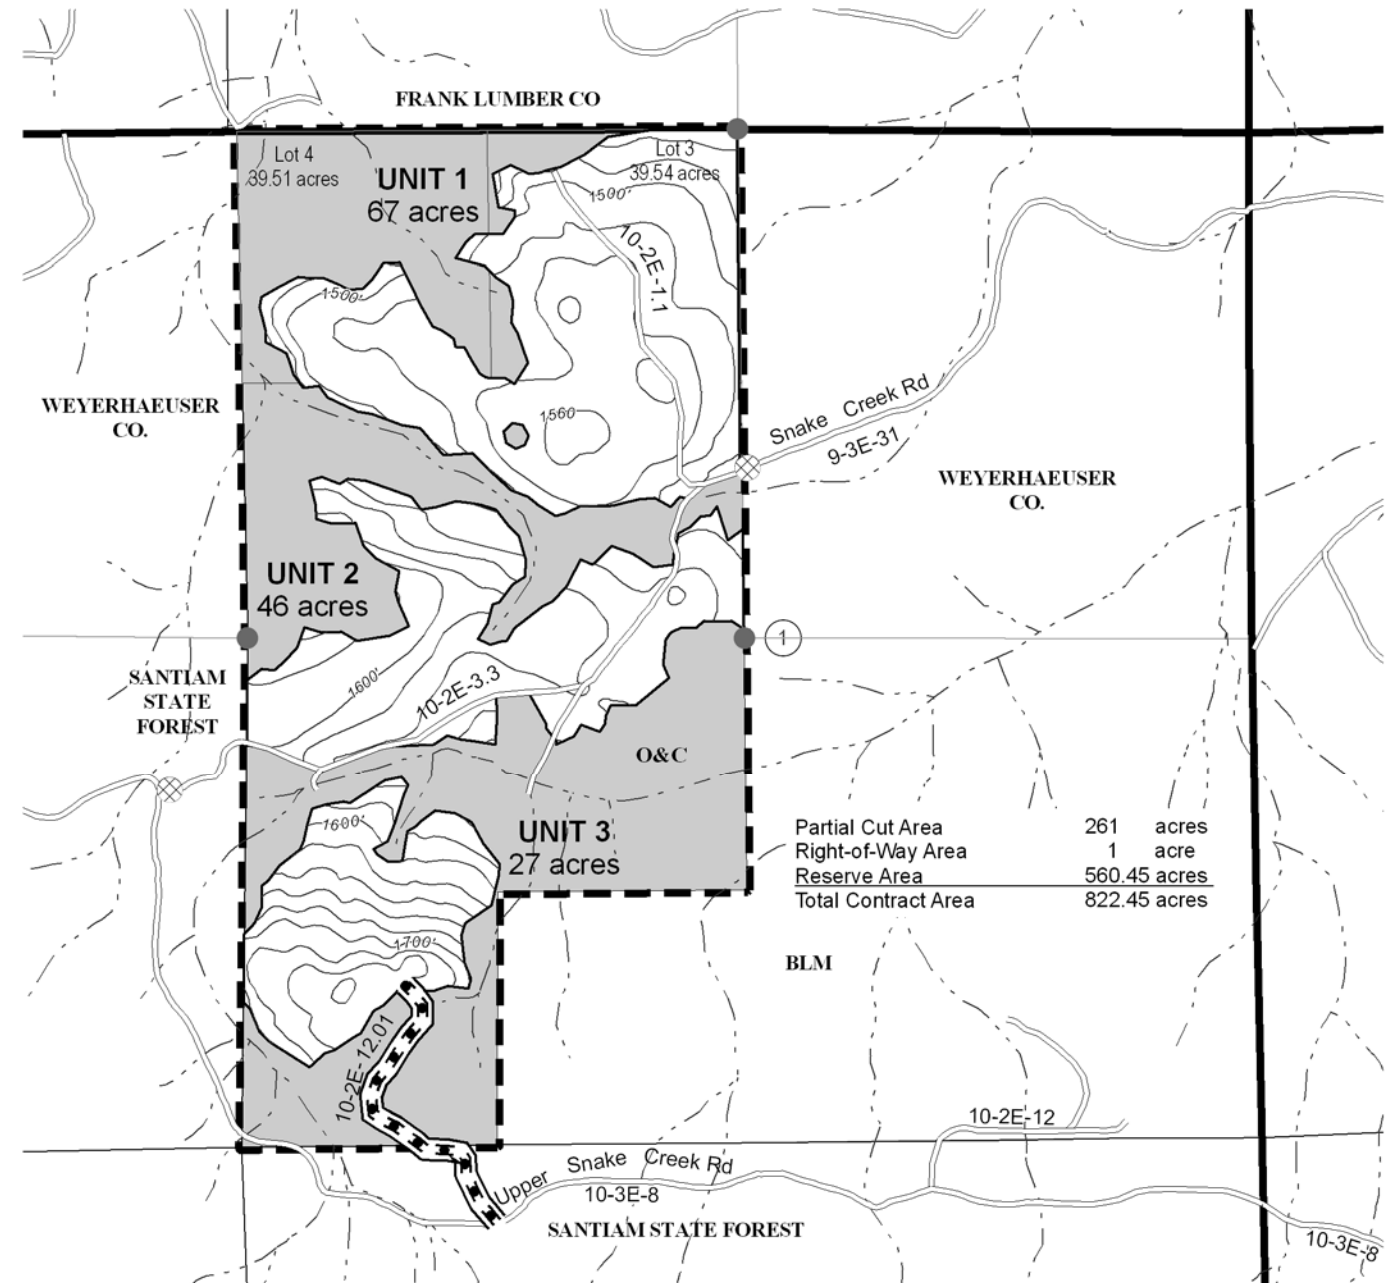 FRANK LUMBER CO
Lot 4
39.51 acres
UNIT 1
67 acres
Lot 3
39.54 acres
1500'
10-2E-1.1
1500'
WEYERHAEUSER
CO.
1560
Snake Creek Rd
9-3E-31
WEYERHAEUSER
CO.
UNIT 2
46 acres
1
SANTIAM
STATE
FOREST
1600'
10-2E-3.3
O&C
1600'
UNIT 3
27 acres
Partial Cut Area 261 acres
Right-of-Way Area 1 acre
Reserve Area 560.45 acres
Total Contract Area 822.45 acres
1700'
BLM
10-2E-12.01
10-2E-12
Upper Snake Creek Rd
10-3E-8
SANTIAM STATE FOREST
10-3E-8